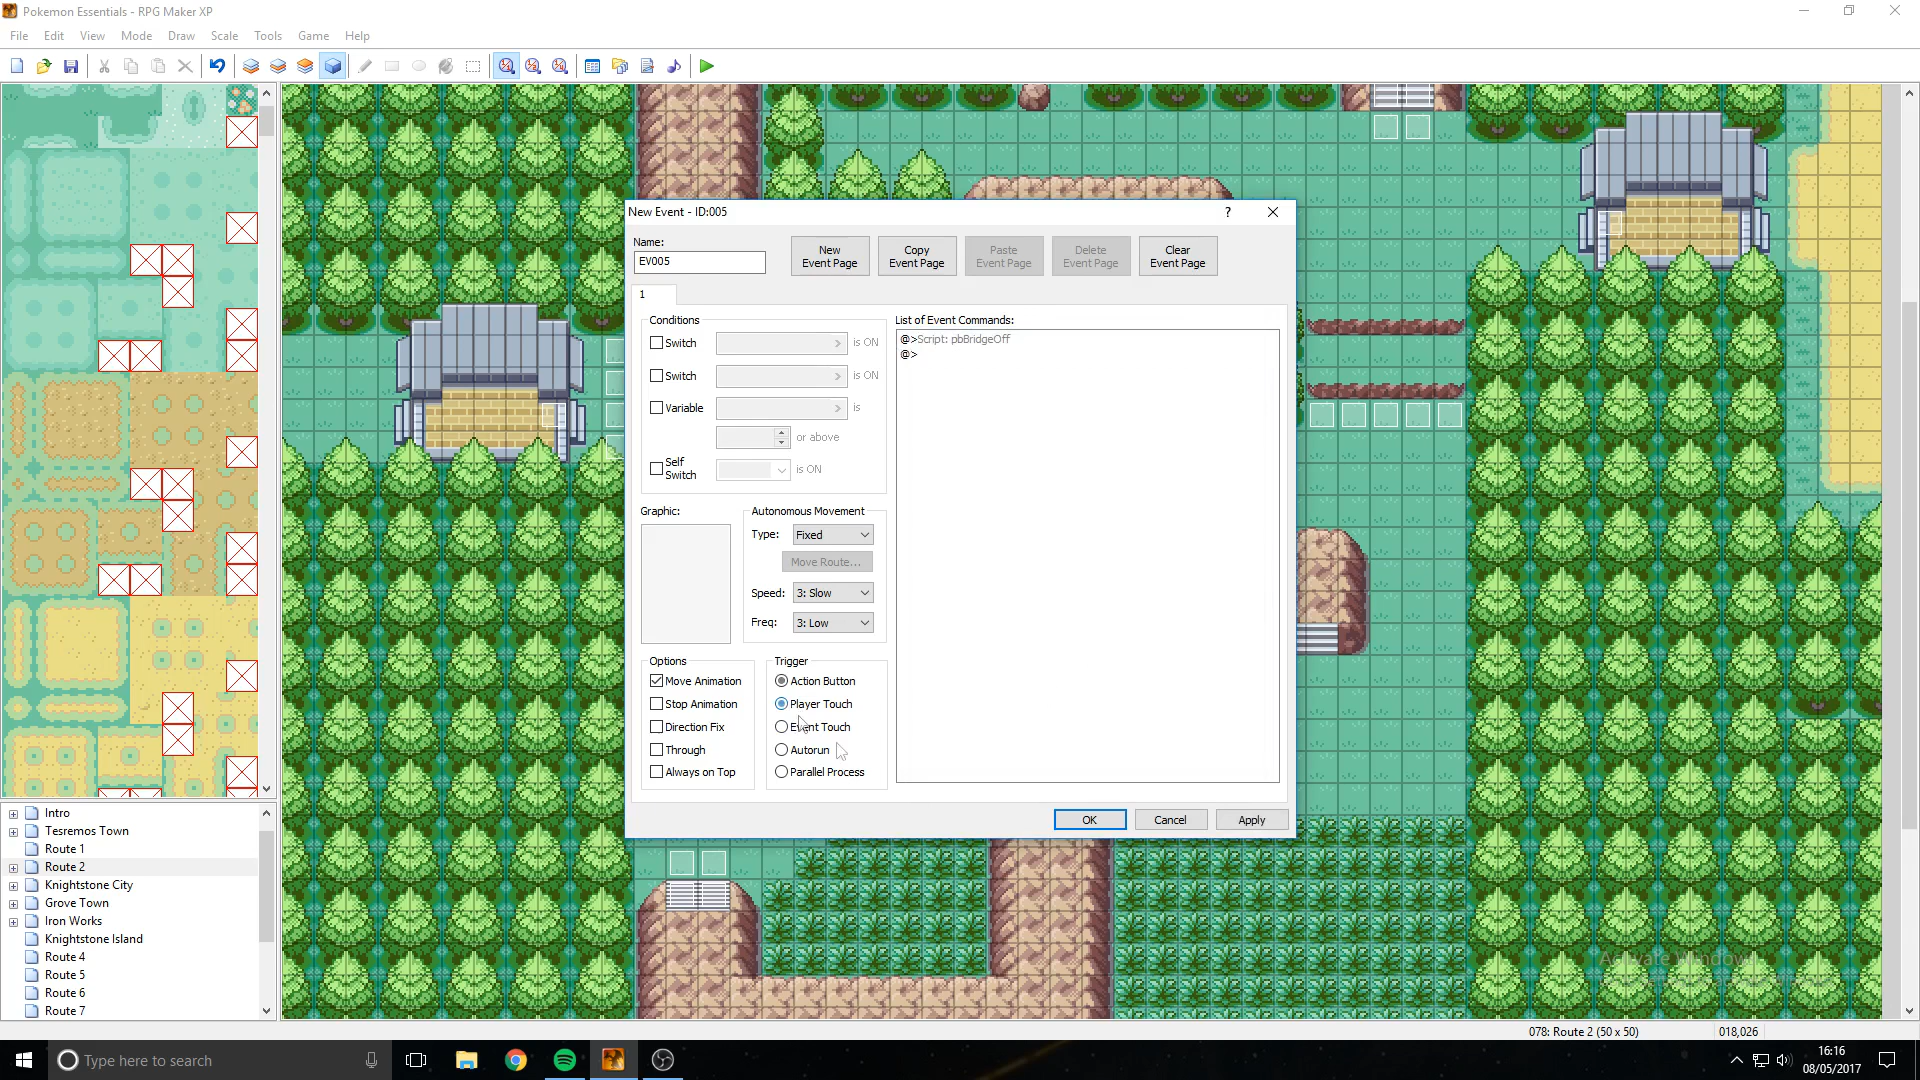 Pokemon Essentials - RPG Maker XP
File Edit View Mode Draw Scale Tools Game Help
New Event - ID:005
Name:
EV005
New Event Page
Copy Event Page
Paste Event Page
Delete Event Page
Clear Event Page
1
Conditions
Switch is ON
Switch is ON
Variable is
or above
Self Switch is ON
Graphic:
Autonomous Movement
Type: Fixed
Move Route...
Speed: 3: Slow
Freq: 3: Low
Options
Move Animation
Stop Animation
Direction Fix
Through
Always on Top
Trigger
Action Button
Player Touch
Event Touch
Autorun
Parallel Process
List of Event Commands:
@>Script: pbBridgeOff
@>
OK Cancel Apply
Intro
Tesremos Town
Route 1
Route 2
Knightstone City
Grove Town
Iron Works
Knightstone Island
Route 4
Route 5
Route 6
Route 7
Activate Windows
078: Route 2 (50 x 50) 018,026
Type here to search
16:16
08/05/2017